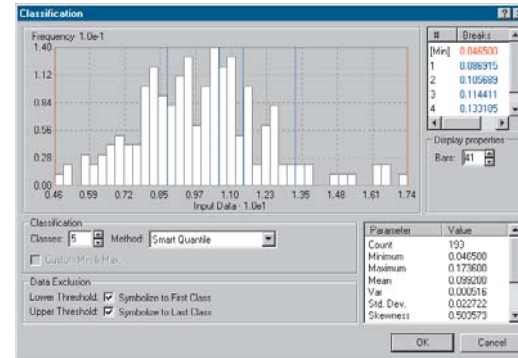 Classification
Frequency · 1.0e-1
1.40
1.12
0.84
0.56
0.28
0.00
0.46 0.59 0.72 0.85 0.97 1.10 1.23 1.35 1.48 1.61 1.74
Input Data · 1.0e1
# Breaks
[Min] 0.046500
1 0.086915
2 0.105689
3 0.114411
4 0.133185
Display properties
Bars: 41
Classification
Classes: 5 Method: Smart Quantile
Custom Min & Max
Data Exclusion
Lower Threshold: Symbolize to First Class
Upper Threshold: Symbolize to Last Class
Parameter Value
Count 193
Minimum 0.046500
Maximum 0.173600
Mean 0.099200
Var 0.000516
Std. Dev. 0.022722
Skewness 0.503573
OK Cancel